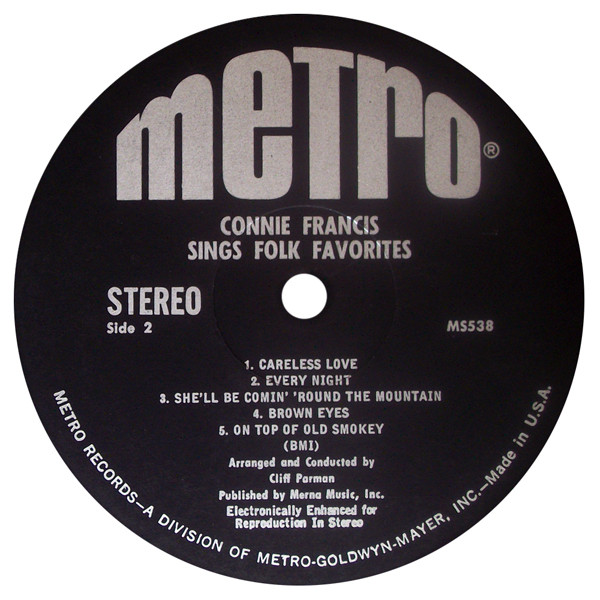 metro®
CONNIE FRANCIS
SINGS FOLK FAVORITES
STEREO
Side 2
MS538
1. CARELESS LOVE
2. EVERY NIGHT
3. SHE'LL BE COMIN' 'ROUND THE MOUNTAIN
4. BROWN EYES
5. ON TOP OF OLD SMOKEY
(BMI)
Arranged and Conducted by
Cliff Parman
Published by Merna Music, Inc.
Electronically Enhanced for
Reproduction In Stereo
METRO RECORDS—A DIVISION OF METRO-GOLDWYN-MAYER, INC.—Made in U.S.A.